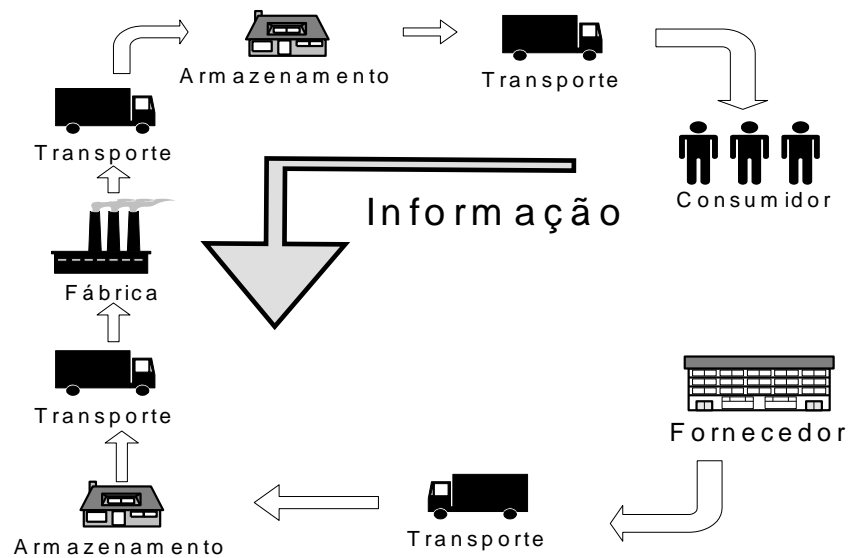 Armazenamento
Transporte
Transporte
Consumidor
Informação
Fábrica
Transporte
Fornecedor
Transporte
Armazenamento